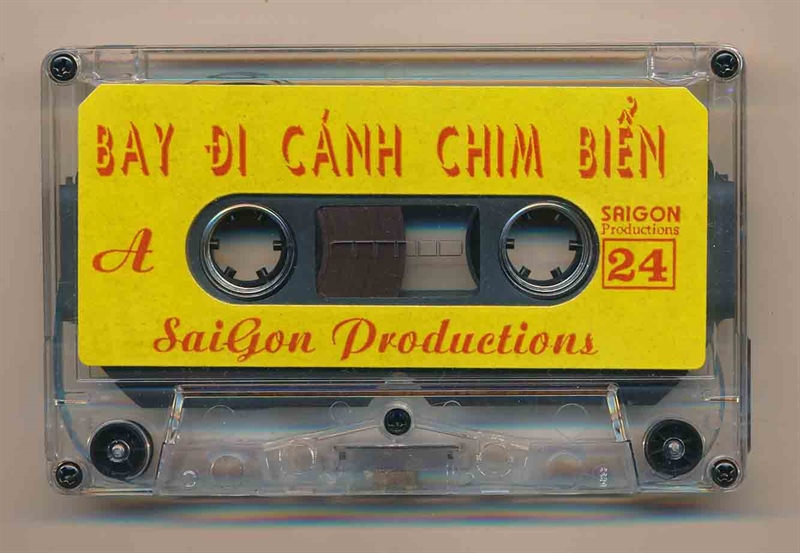 BAY ĐI CÁNH CHIM BIỂN
A
SAIGON
Productions
24
SaiGon Productions